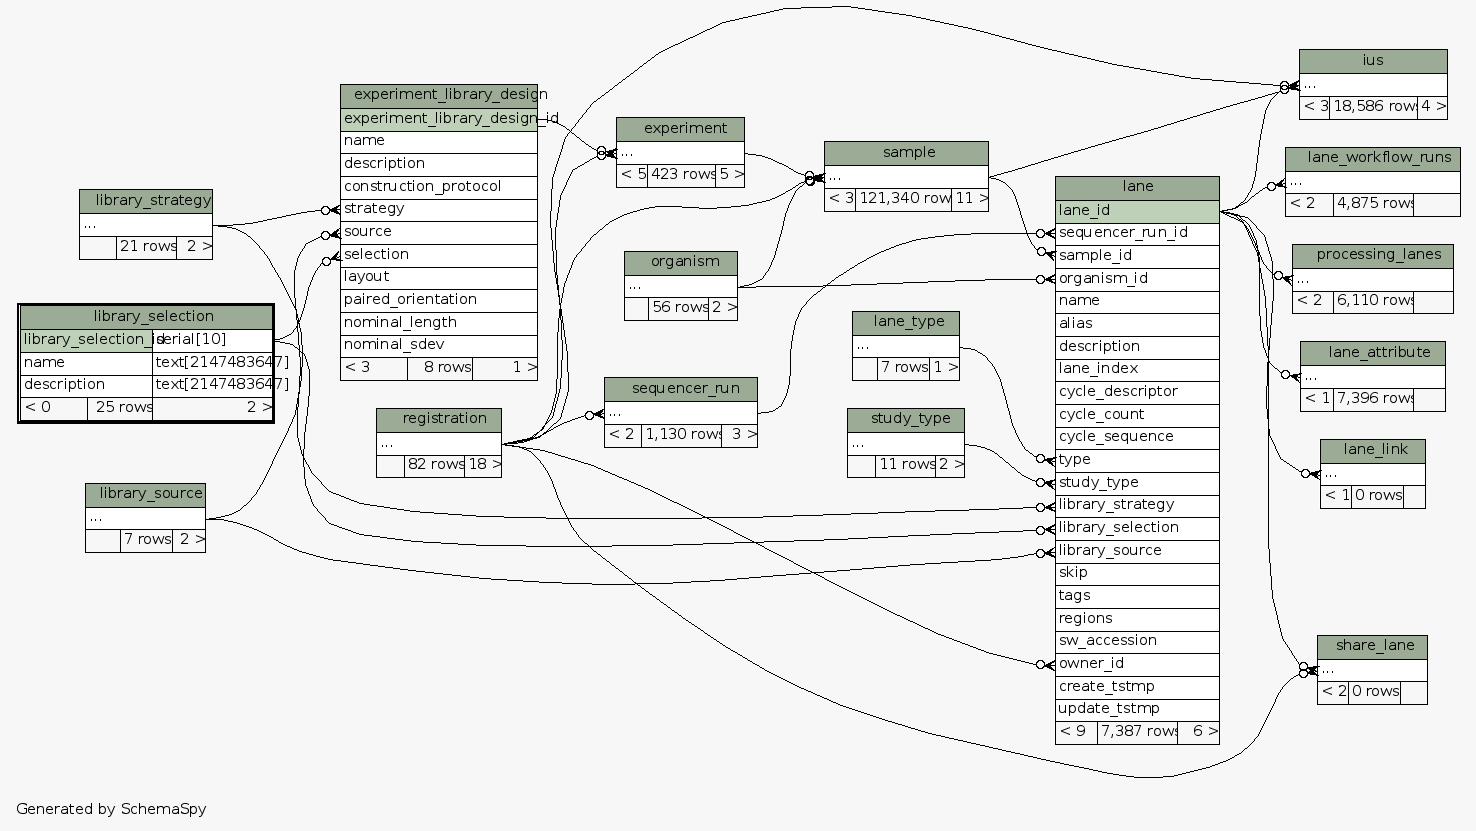 library_strategy
...
21 rows 2 >
library_selection
library_selection_id serial[10]
name text[2147483647]
description text[2147483647]
< 0 25 rows 2 >
library_source
...
7 rows 2 >
experiment_library_design
experiment_library_design_id
name
description
construction_protocol
strategy
source
selection
layout
paired_orientation
nominal_length
nominal_sdev
< 3 8 rows 1 >
registration
...
82 rows 18 >
experiment
...
< 5 423 rows 5 >
organism
...
56 rows 2 >
sequencer_run
...
< 2 1,130 rows 3 >
sample
...
< 3 121,340 row 11 >
lane_type
...
7 rows 1 >
study_type
...
11 rows 2 >
lane
lane_id
sequencer_run_id
sample_id
organism_id
name
alias
description
lane_index
cycle_descriptor
cycle_count
cycle_sequence
type
study_type
library_strategy
library_selection
library_source
skip
tags
regions
sw_accession
owner_id
create_tstmp
update_tstmp
< 9 7,387 rows 6 >
ius
...
< 3 18,586 rows 4 >
lane_workflow_runs
...
< 2 4,875 rows
processing_lanes
...
< 2 6,110 rows
lane_attribute
...
< 1 7,396 rows
lane_link
...
< 1 0 rows
share_lane
...
< 2 0 rows
Generated by SchemaSpy